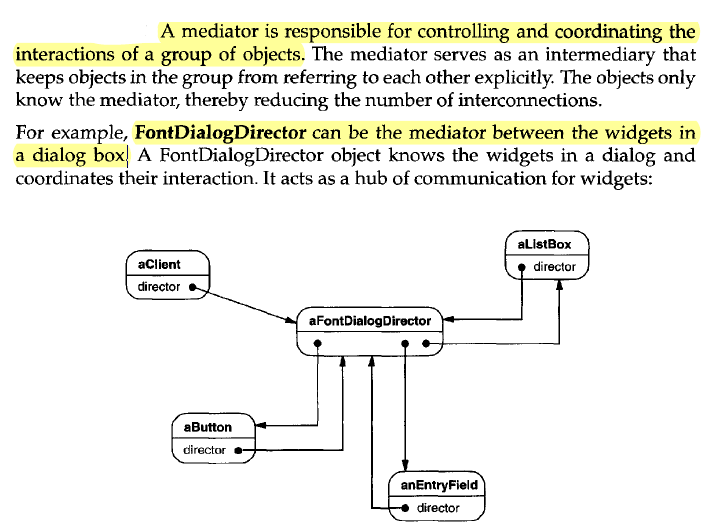 A mediator is responsible for controlling and coordinating the
interactions of a group of objects. The mediator serves as an intermediary that
keeps objects in the group from referring to each other explicitly. The objects only
know the mediator, thereby reducing the number of interconnections.
For example, FontDialogDirector can be the mediator between the widgets in
a dialog box. A FontDialogDirector object knows the widgets in a dialog and
coordinates their interaction. It acts as a hub of communication for widgets:
aListBox
director
aClient
director
aFontDialogDirector
aButton
director
anEntryField
director